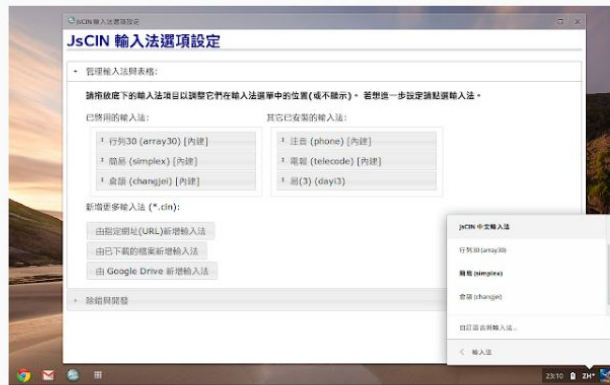 JsCIN 輸入法選項設定
JsCIN 輸入法選項設定
管理輸入法與表格:
請拖放底下的輸入法項目以調整它們在輸入法選單中的位置(或不顯示)。 若想進一步設定請點選輸入法。
已啓用的輸入法:
其它已安裝的輸入法:
行列30 (array30) [內建]
注音 (phone) [內建]
簡易 (simplex) [內建]
電報 (telecode) [內建]
倉頡 (changjei) [內建]
易(3) (dayi3)
新增更多輸入法 (*.cin):
由指定網址(URL)新增輸入法
由已下載的檔案新增輸入法
由 Google Drive 新增輸入法
除錯與開發
JsCIN 中文輸入法
行列30 (array30)
簡易 (simplex)
倉頡 (changjei)
自訂語言與輸入法...
輸入法
23:10 ZH*